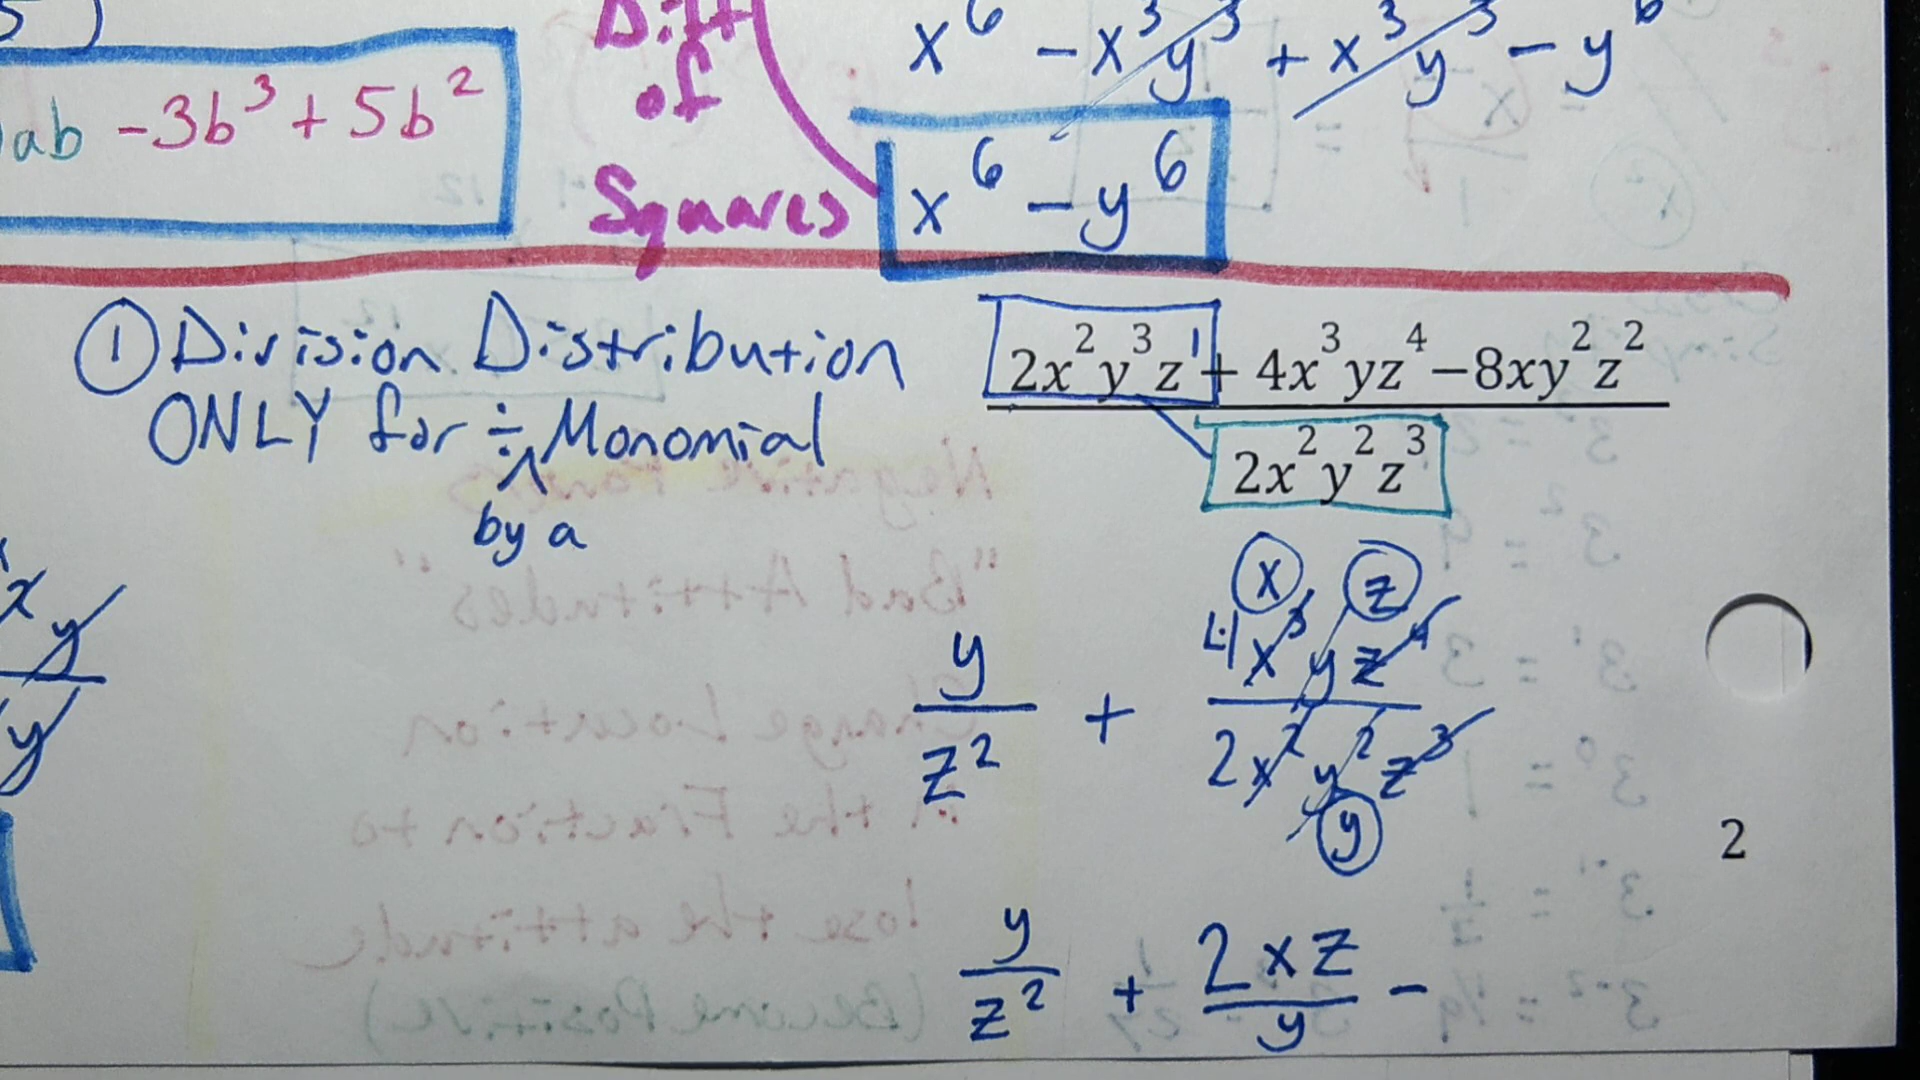 5)
ab - 3b³ + 5b²
Diff
of
Squares
x⁶ - x³y³ + x³y³ - y⁶
x⁶ - y⁶
① Division Distribution
ONLY for ÷ Monomial
by a
2x²y³z¹ + 4x³yz⁴ − 8xy²z²
2x²y²z³
x y
y
x z
y/z² + 4x³yz⁴/2x²y²z³
y
2
y/z² + 2xz/y -